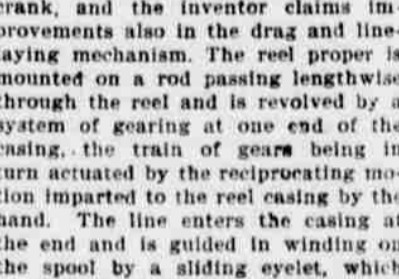 crank, and the inventor claims im-
provements also in the drag and line-
laying mechanism. The reel proper is
mounted on a rod passing lengthwise
through the reel and is revolved by a
system of gearing at one end of the
casing, the train of gears being in
turn actuated by the reciprocating mo-
tion imparted to the reel casing by the
hand. The line enters the casing at
the end and is guided in winding on
the spool by a sliding eyelet, which